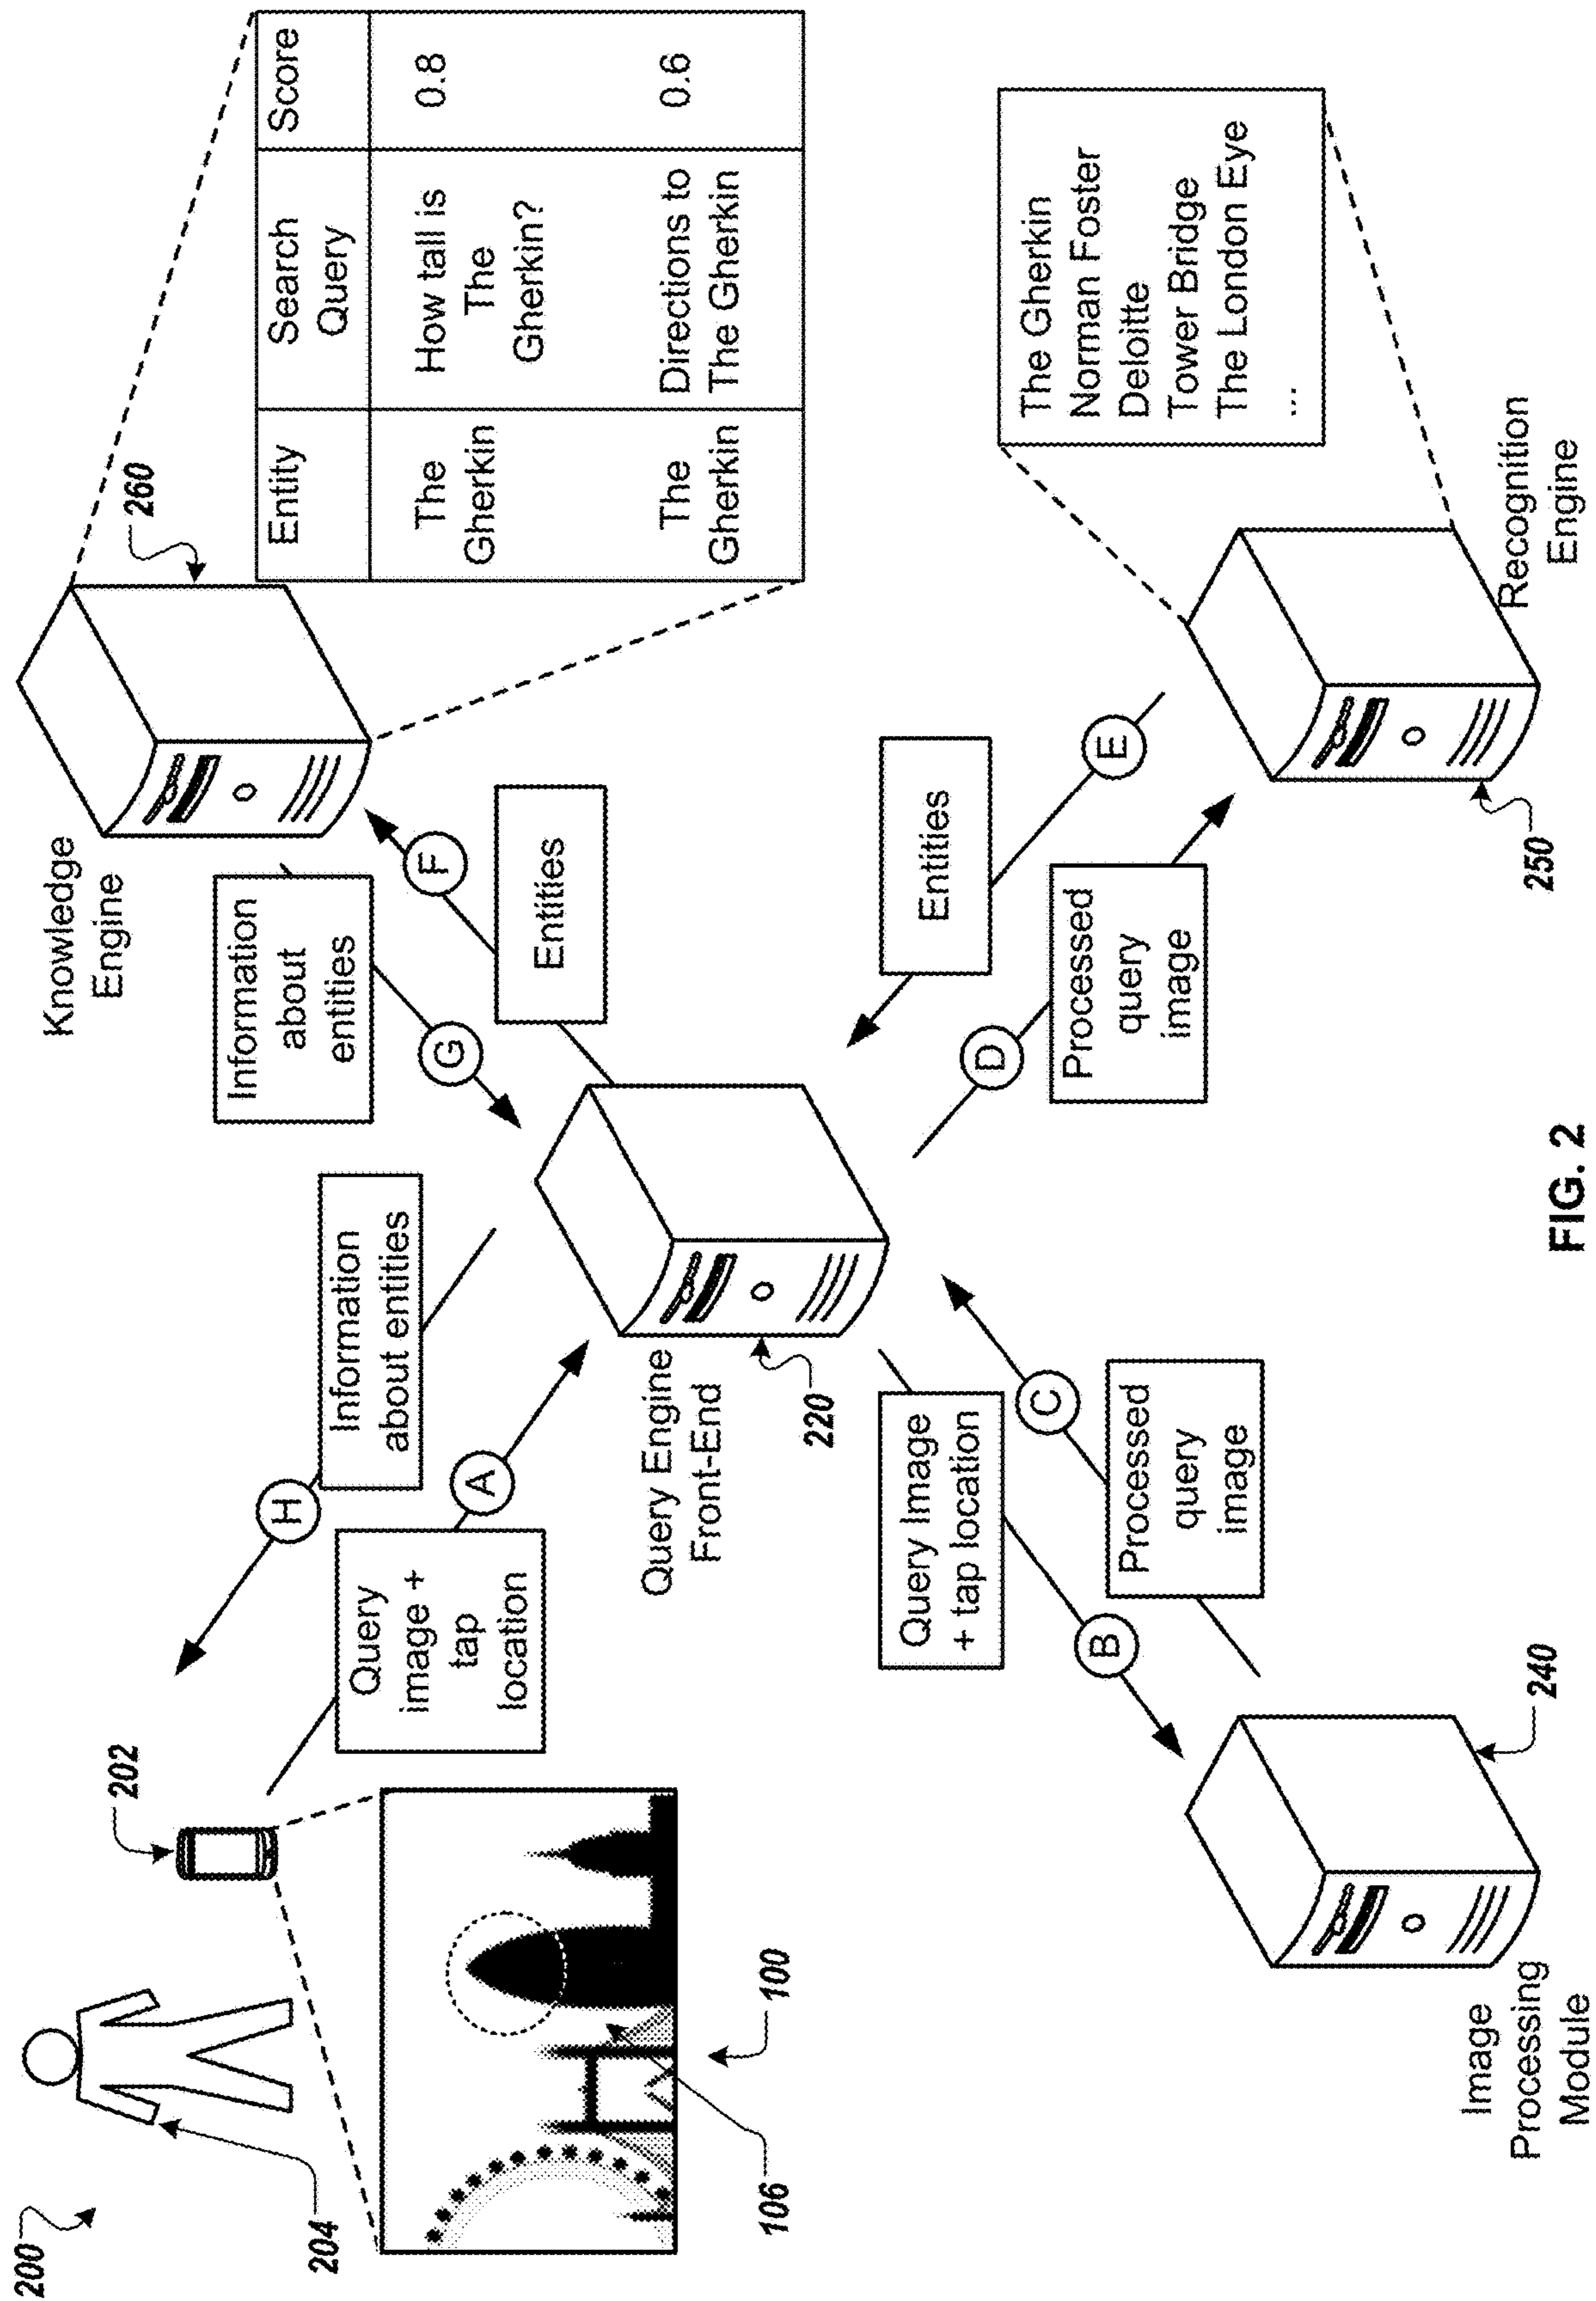 200
204
202
H
Information
about entities
Query
image +
tap
location
A
106
100
Information
about
entities
G
Knowledge
Engine
F
Entities
260
Entity
Search
Query
Score
The
Gherkin
How tall is
The
Gherkin?
0.8
The
Gherkin
Directions to
The Gherkin
0.6
Query Engine
Front-End
220
Query Image
+ tap location
B
C
Processed
query
image
Image
Processing
Module
240
Entities
E
D
Processed
query
image
250
Recognition
Engine
The Gherkin
Norman Foster
Deloitte
Tower Bridge
The London Eye
...
FIG. 2